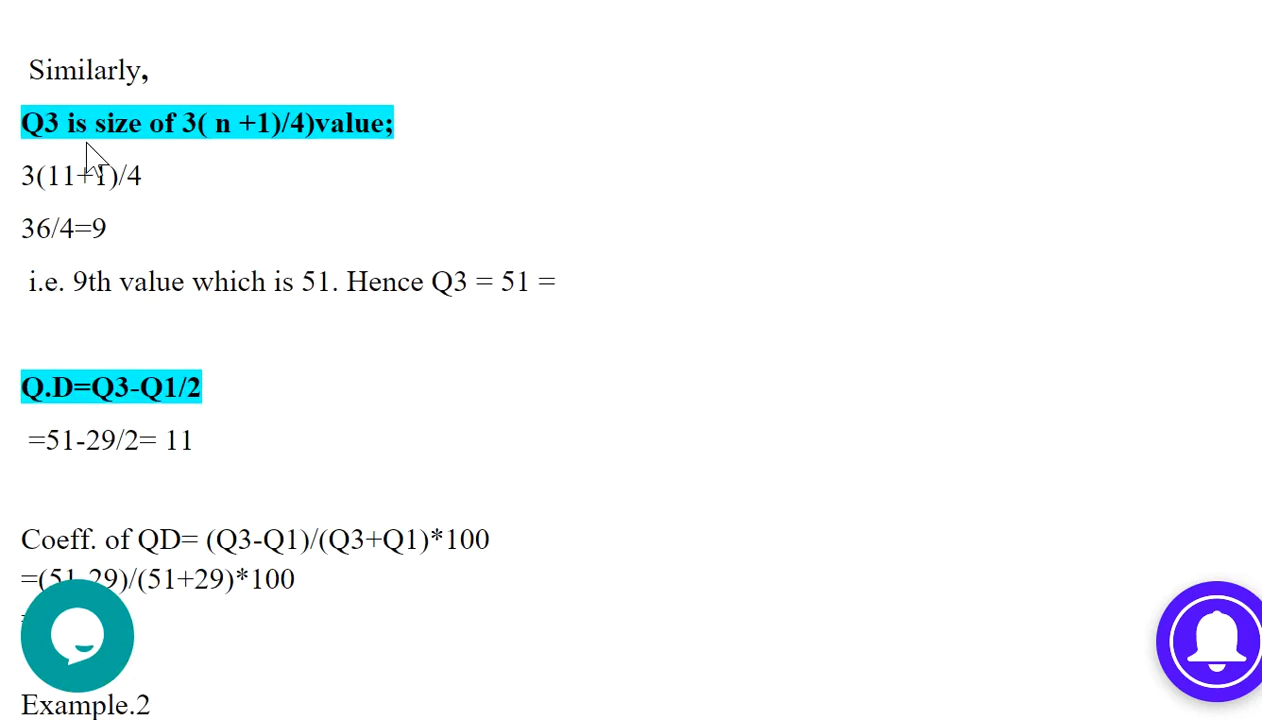 Similarly,
Q3 is size of 3( n +1)/4)value;
3(11+1)/4
36/4=9
i.e. 9th value which is 51. Hence Q3 = 51 =
Q.D=Q3-Q1/2
=51-29/2= 11
Coeff. of QD= (Q3-Q1)/(Q3+Q1)*100
=(51-29)/(51+29)*100
Example.2